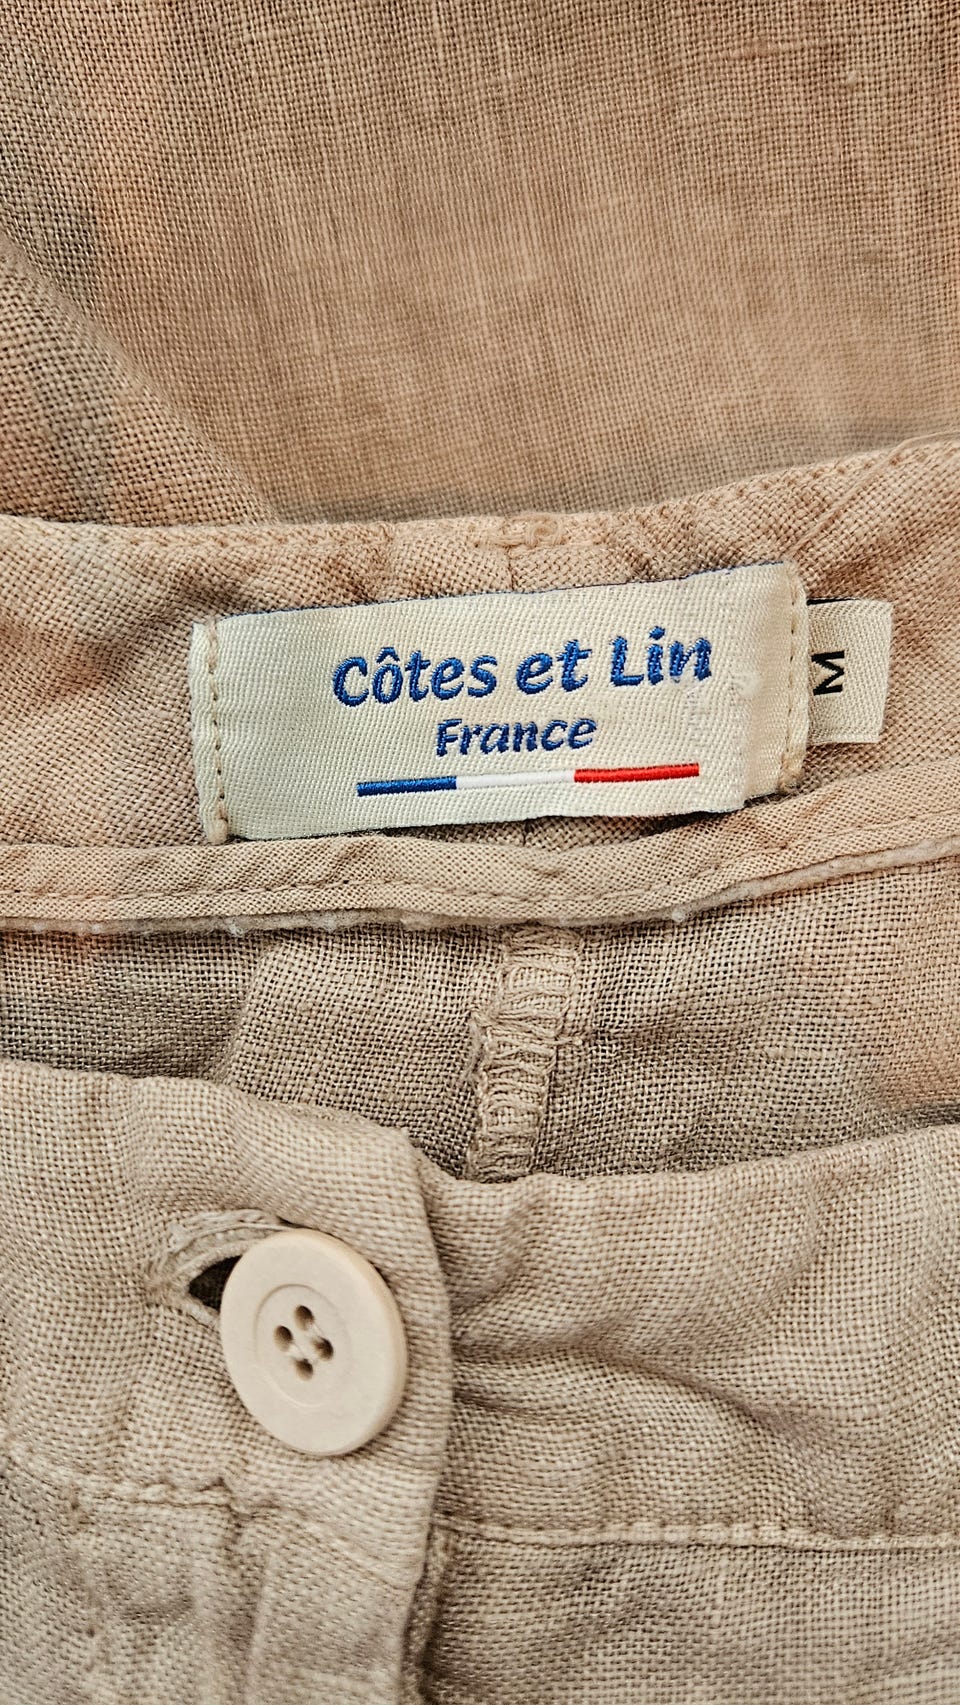 Côtes et Lin
France
M